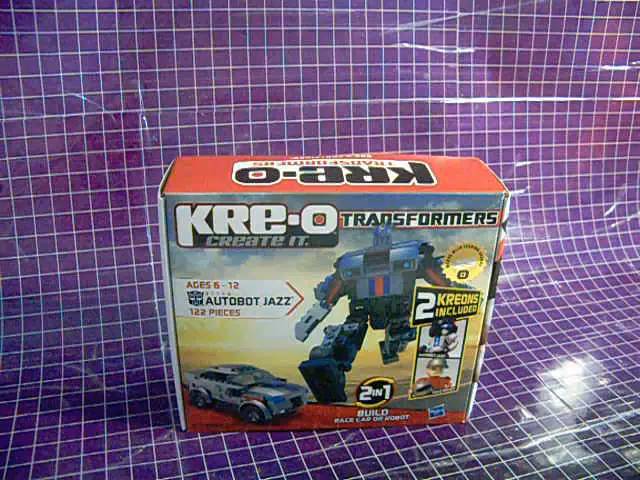 TRANSFORMERS
KRE-O
KRE-O TRANSFORMERS
CREATE IT.
AGES 6-12
AUTOBOT JAZZ
122 PIECES
2 KREONS
INCLUDED
2 IN 1
BUILD
RACE CAR OR ROBOT
Hasbro